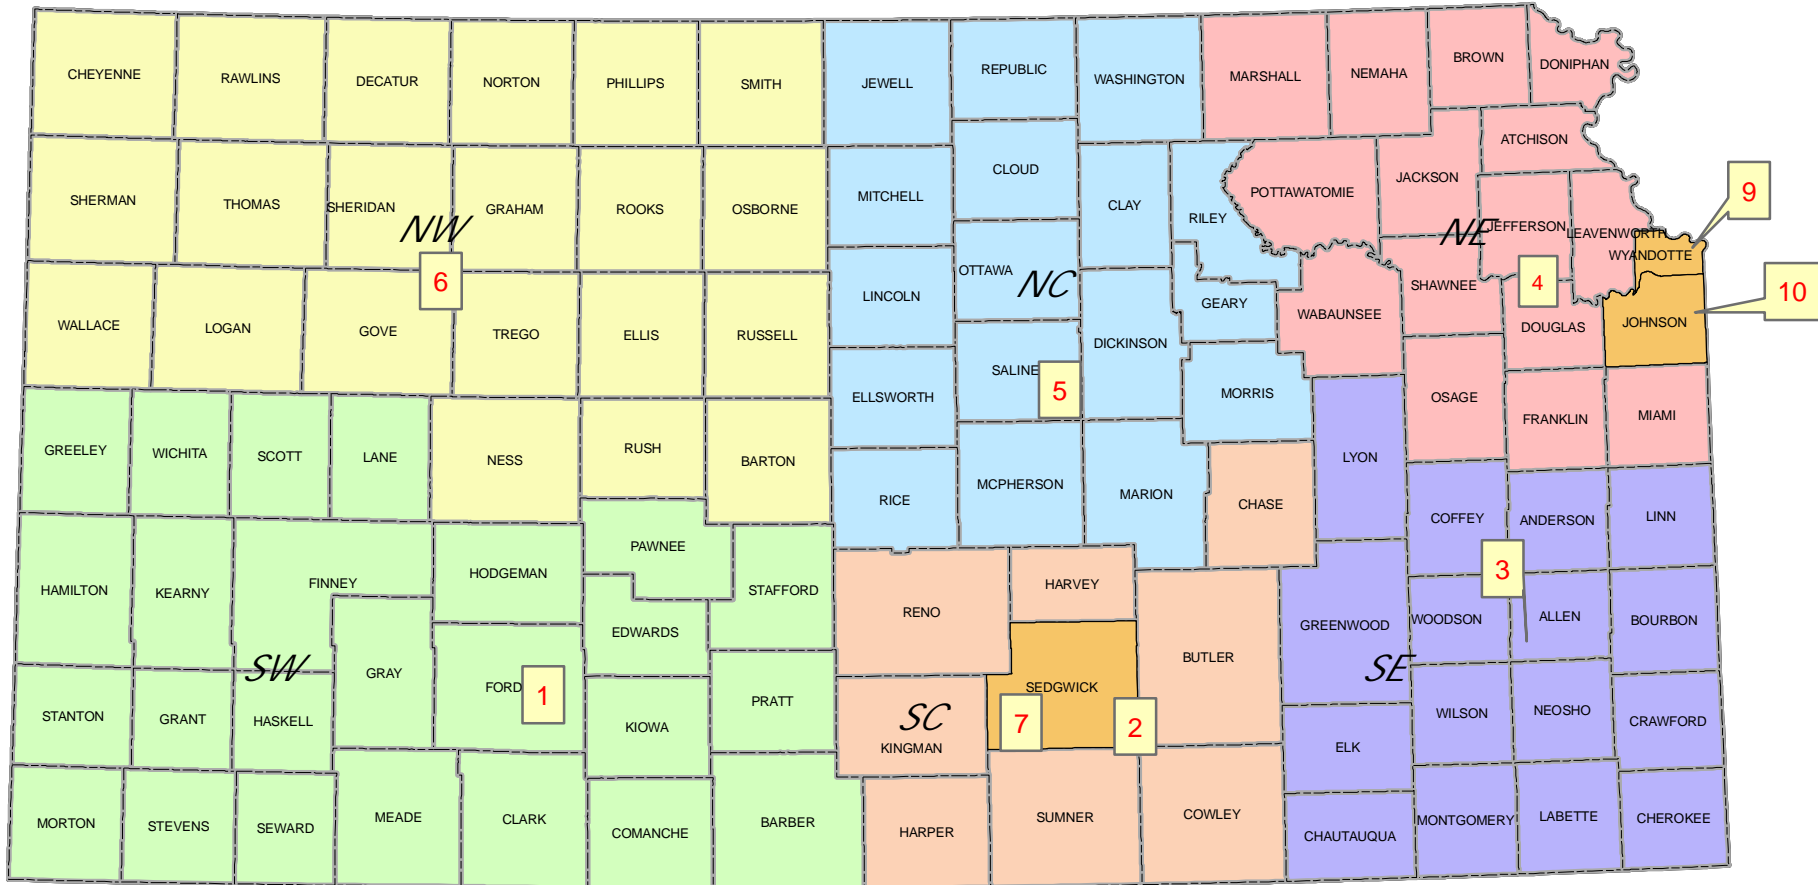 CHEYENNE
RAWLINS
DECATUR
NORTON
PHILLIPS
SMITH
JEWELL
REPUBLIC
WASHINGTON
MARSHALL
NEMAHA
BROWN
DONIPHAN
SHERMAN
THOMAS
SHERIDAN
GRAHAM
ROOKS
OSBORNE
MITCHELL
CLOUD
CLAY
RILEY
POTTAWATOMIE
JACKSON
ATCHISON
JEFFERSON
LEAVENWORTH
WYANDOTTE
9
NW
6
NC
NE
4
10
WALLACE
LOGAN
GOVE
TREGO
ELLIS
RUSSELL
LINCOLN
OTTAWA
SALINE
5
DICKINSON
GEARY
WABAUNSEE
SHAWNEE
DOUGLAS
JOHNSON
ELLSWORTH
MORRIS
OSAGE
FRANKLIN
MIAMI
GREELEY
WICHITA
SCOTT
LANE
NESS
RUSH
BARTON
RICE
MCPHERSON
MARION
CHASE
LYON
COFFEY
ANDERSON
LINN
HAMILTON
KEARNY
FINNEY
HODGEMAN
PAWNEE
STAFFORD
EDWARDS
RENO
HARVEY
BUTLER
GREENWOOD
WOODSON
3
ALLEN
BOURBON
SW
GRAY
FORD
1
KIOWA
PRATT
SC
KINGMAN
SEDGWICK
7
2
SE
ELK
WILSON
NEOSHO
CRAWFORD
STANTON
GRANT
HASKELL
MORTON
STEVENS
SEWARD
MEADE
CLARK
COMANCHE
BARBER
HARPER
SUMNER
COWLEY
CHAUTAUQUA
MONTGOMERY
LABETTE
CHEROKEE